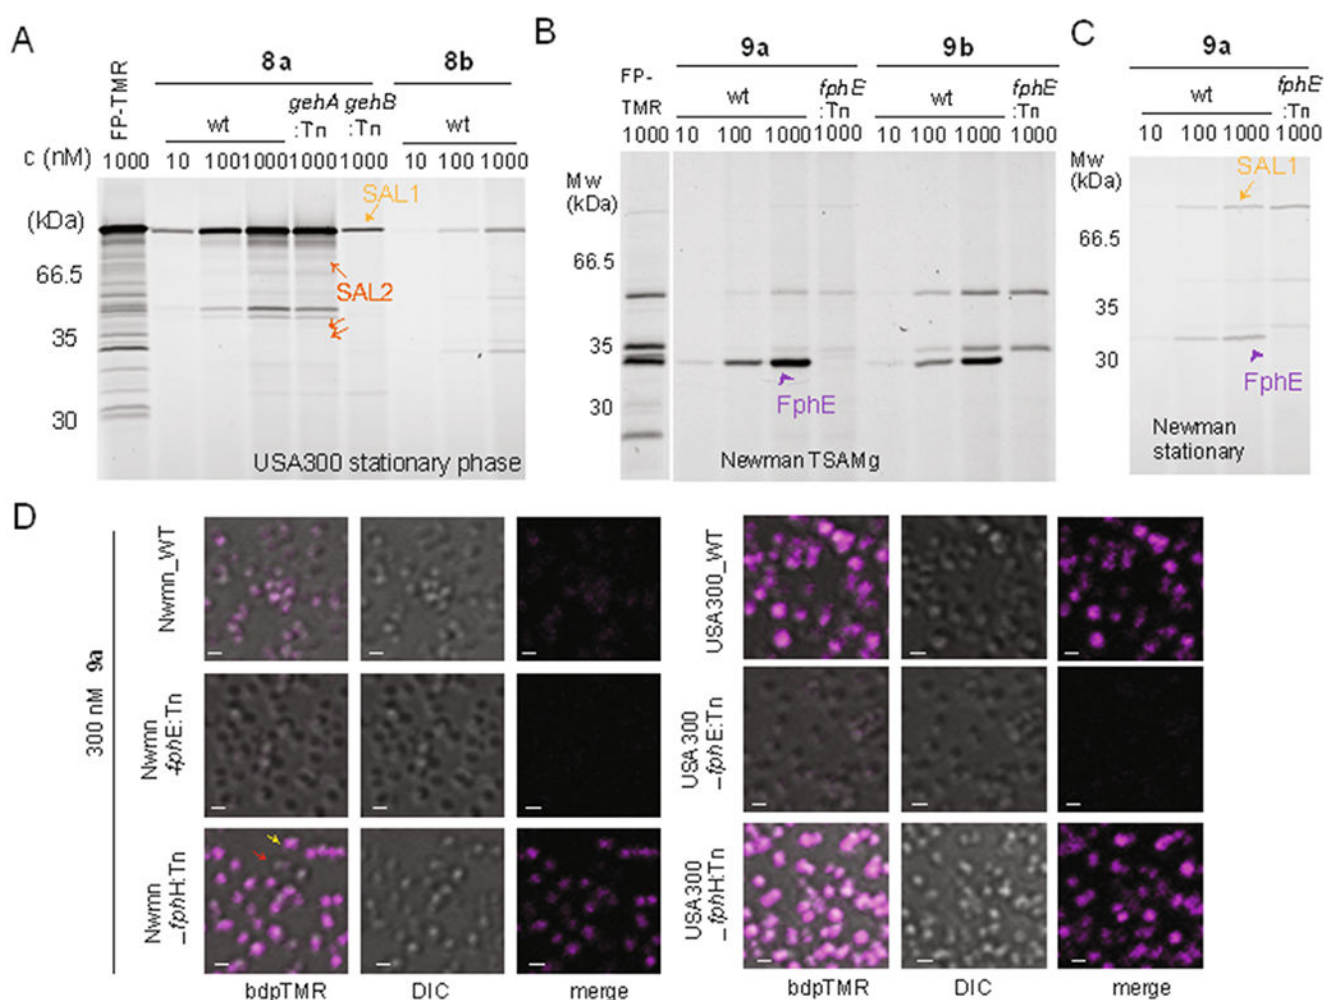 A
8a
8b
FP-TMR
wt
gehA
:Tn
gehB
:Tn
wt
c (nM)
1000
10
100
1000
1000
1000
10
100
1000
(kDa)
66.5
35
30
SAL1
SAL2
USA300 stationary phase
B
9a
9b
FP-
TMR
wt
fphE
:Tn
wt
fphE
:Tn
1000
10
100
1000
1000
10
100
1000
1000
Mw
(kDa)
66.5
35
30
FphE
Newman TSAMg
C
9a
wt
fphE
:Tn
10
100
1000
1000
Mw
(kDa)
66.5
35
30
SAL1
FphE
Newman
stationary
D
300 nM 9a
Nwmn_WT
Nwmn
-fphE:Tn
Nwmn
_fphH:Tn
USA300_WT
USA300
_fphE:Tn
USA300
_fphH:Tn
bdpTMR
DIC
merge
bdpTMR
DIC
merge